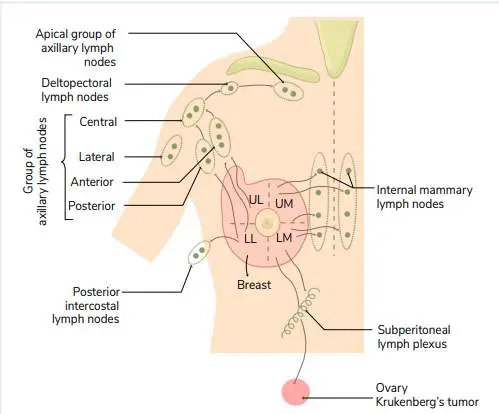 Apical group of
axillary lymph
nodes
Deltopectoral
lymph nodes
Group of
axillary lymph nodes
Central
Lateral
Anterior
Posterior
UL
UM
LL
LM
Breast
Internal mammary
lymph nodes
Posterior
intercostal
lymph nodes
Subperitoneal
lymph plexus
Ovary
Krukenberg's tumor